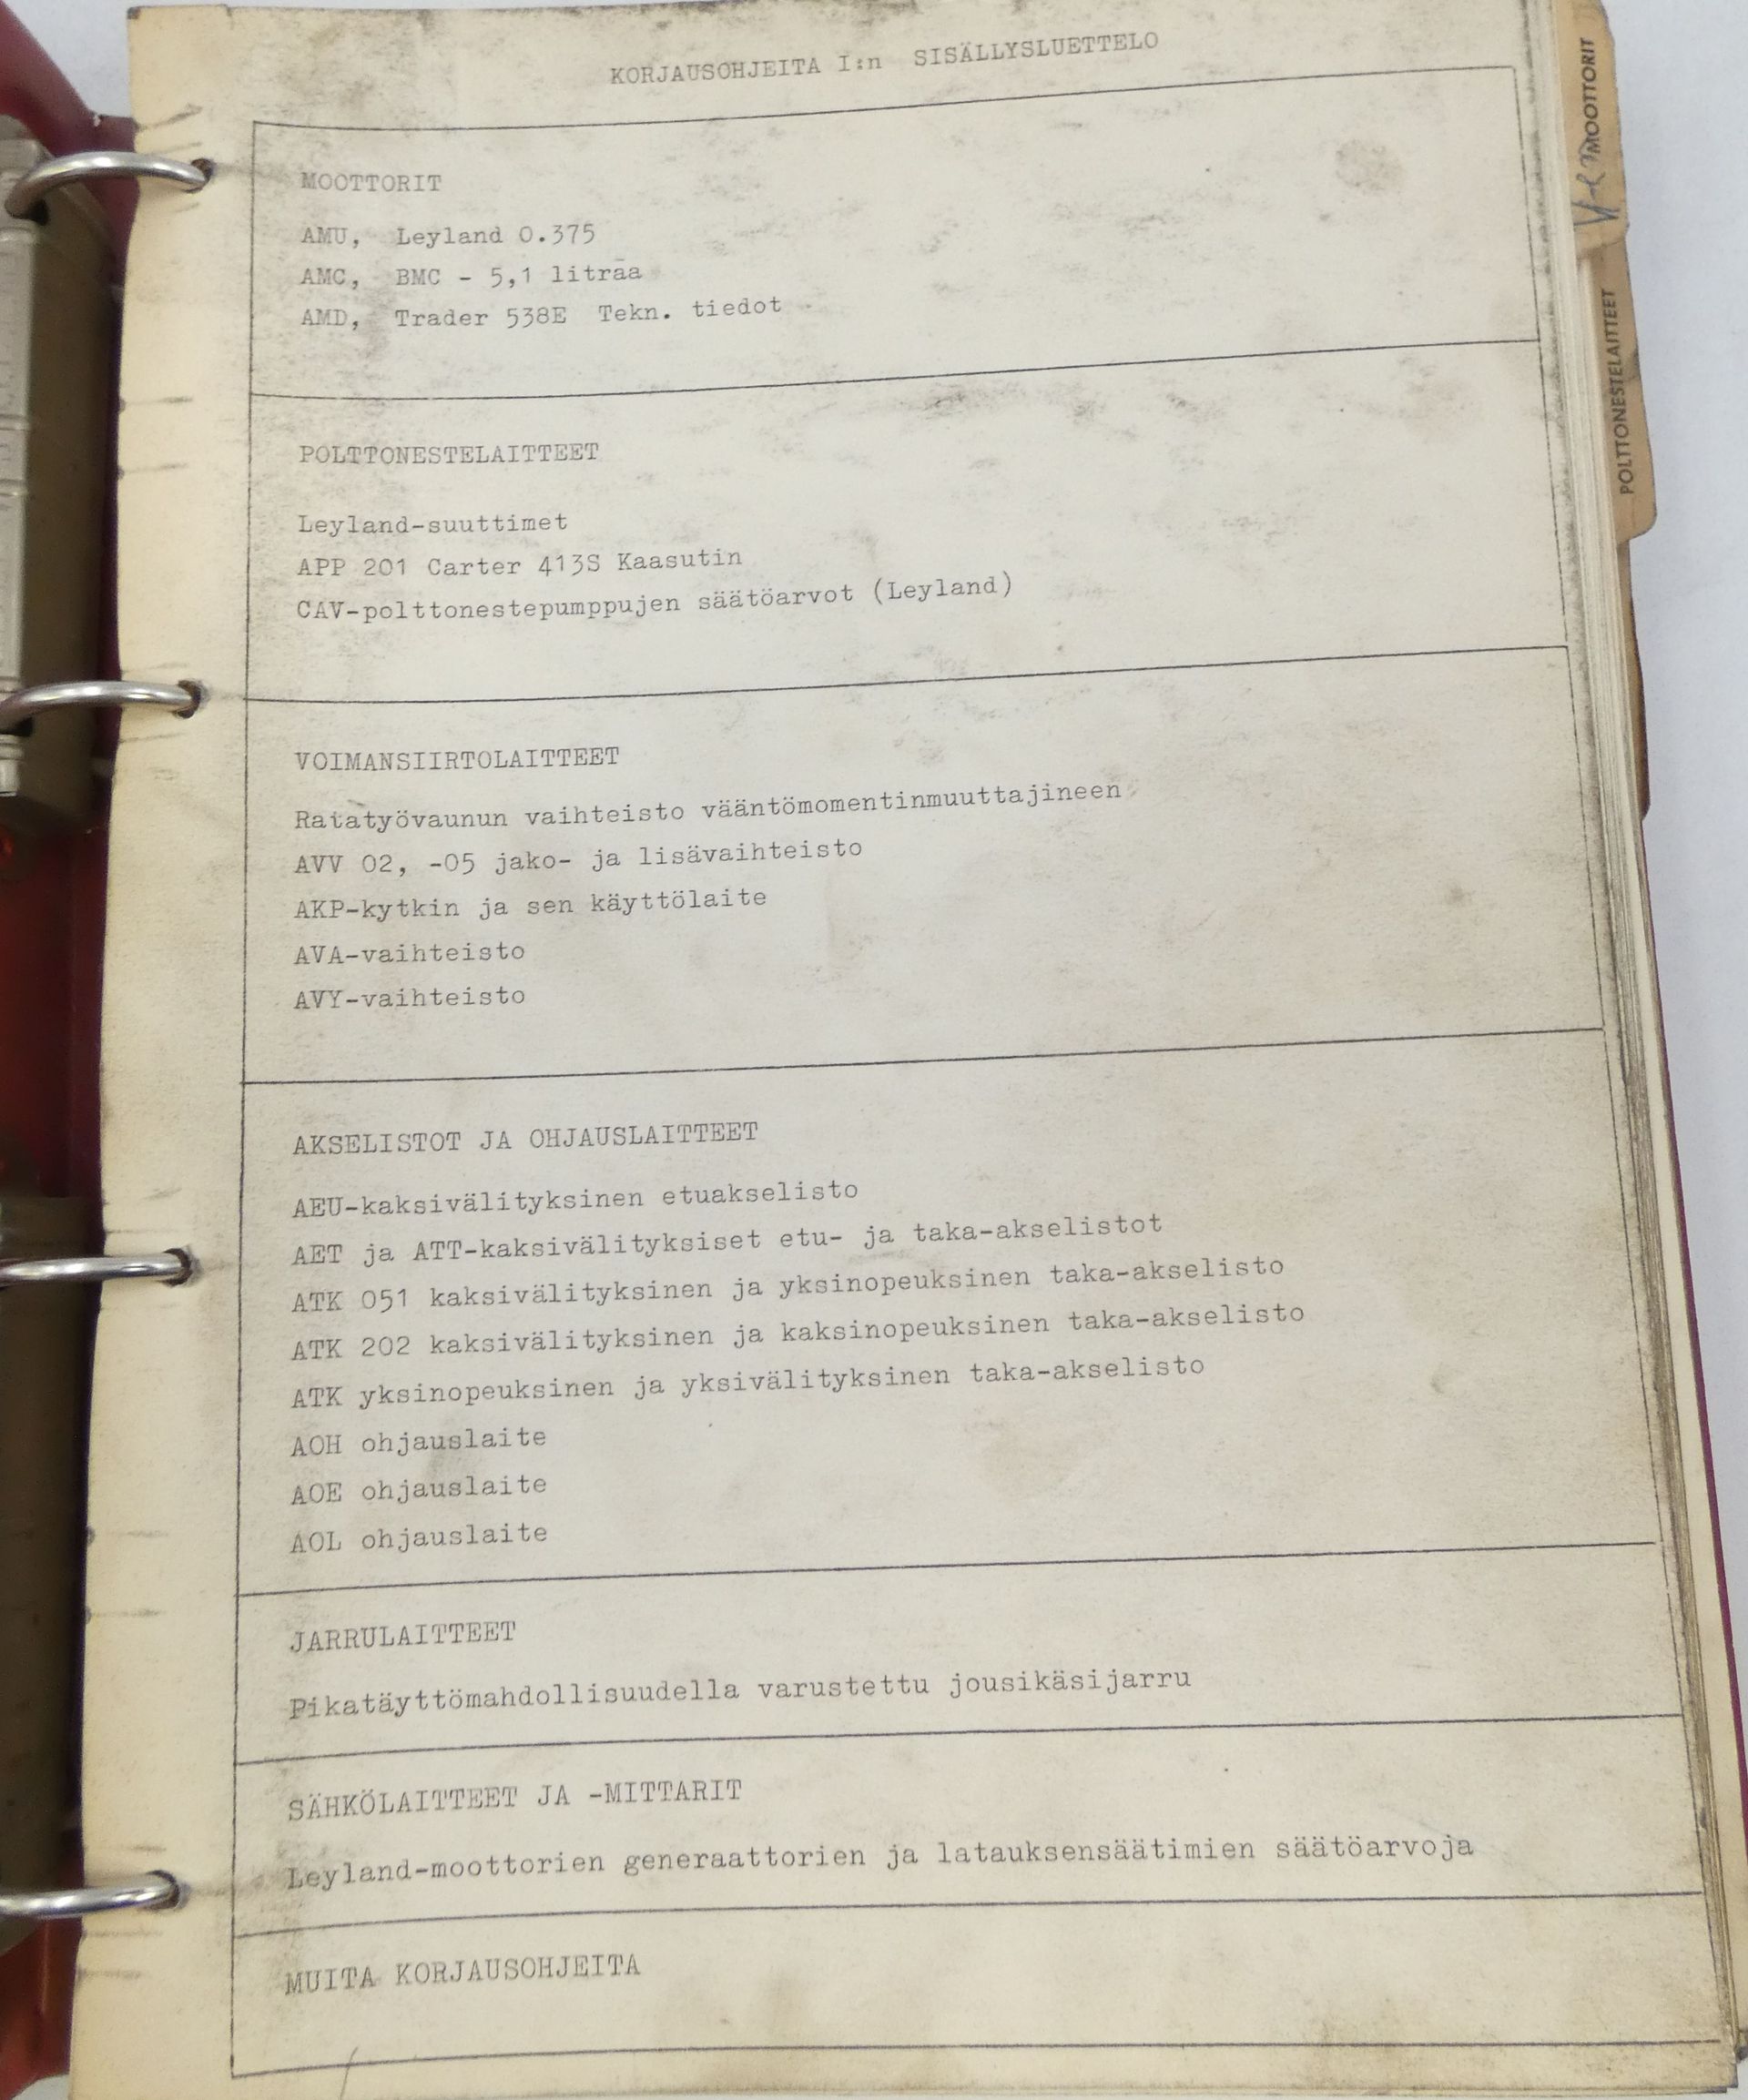 KORJAUSOHJEITA I:n SISÄLLYSLUETTELO
MOOTTORIT
AMU, Leyland 0.375
AMC, BMC - 5,1 litraa
AMD, Trader 538E Tekn. tiedot
POLTTONESTELAITTEET
Leyland-suuttimet
APP 201 Carter 413S Kaasutin
CAV-polttonestepumppujen säätöarvot (Leyland)
VOIMANSIIRTOLAITTEET
Ratatyövaunun vaihteisto vääntömomentinmuuttajineen
AVV 02, -05 jako- ja lisävaihteisto
AKP-kytkin ja sen käyttölaite
AVA-vaihteisto
AVY-vaihteisto
AKSELISTOT JA OHJAUSLAITTEET
AEU-kaksivälityksinen etuakselisto
AET ja ATT-kaksivälityksiset etu- ja taka-akselistot
ATK 051 kaksivälityksinen ja yksinopeuksinen taka-akselisto
ATK 202 kaksivälityksinen ja kaksinopeuksinen taka-akselisto
ATK yksinopeuksinen ja yksivälityksinen taka-akselisto
AOH ohjauslaite
AOE ohjauslaite
AOL ohjauslaite
JARRULAITTEET
Pikatäyttömahdollisuudella varustettu jousikäsijarru
SÄHKÖLAITTEET JA -MITTARIT
Leyland-moottorien generaattorien ja latauksensäätimien säätöarvoja
MUITA KORJAUSOHJEITA
MOOTTORIT
POLTTONESTELAITTEET